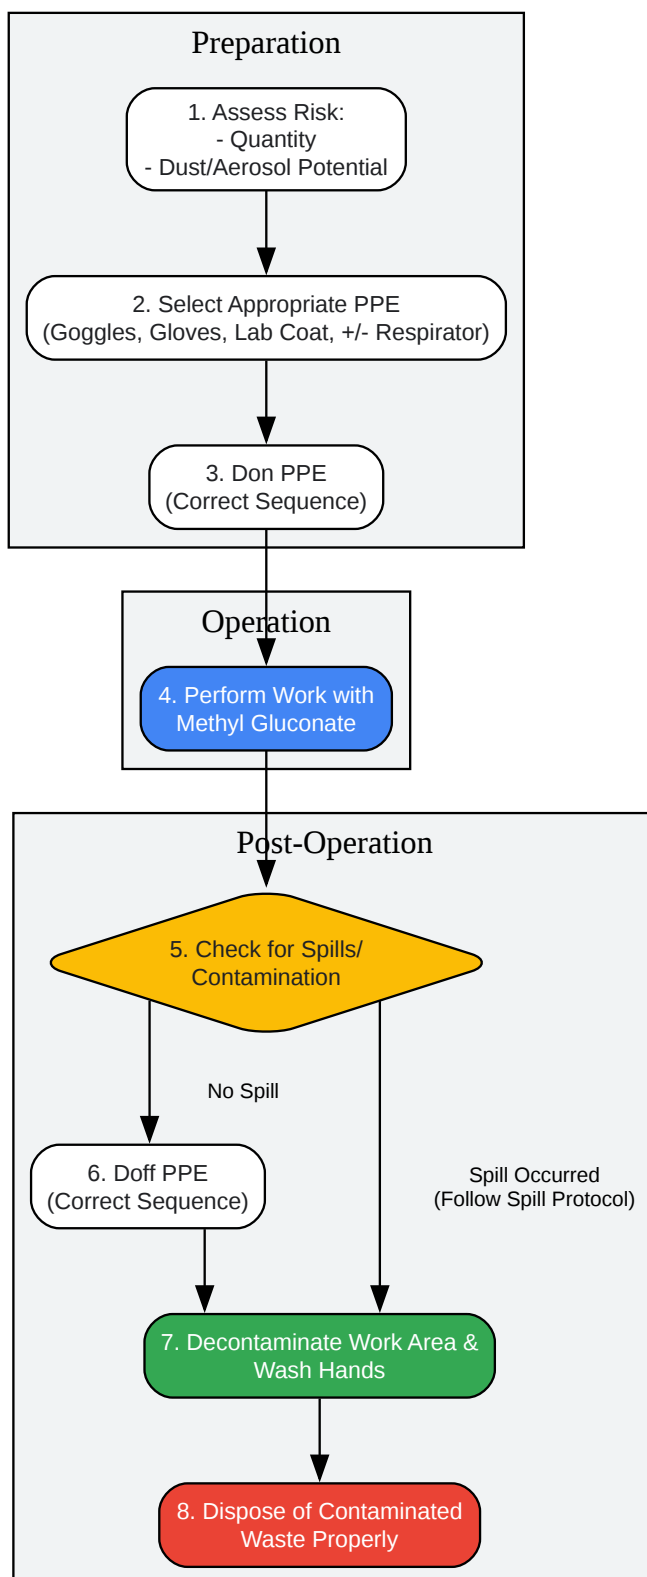 Preparation
1. Assess Risk:
- Quantity
- Dust/Aerosol Potential
2. Select Appropriate PPE
(Goggles, Gloves, Lab Coat, +/- Respirator)
3. Don PPE
(Correct Sequence)
Operation
4. Perform Work with
Methyl Gluconate
Post-Operation
5. Check for Spills/
Contamination
No Spill
6. Doff PPE
(Correct Sequence)
Spill Occurred
(Follow Spill Protocol)
7. Decontaminate Work Area &
Wash Hands
8. Dispose of Contaminated
Waste Properly